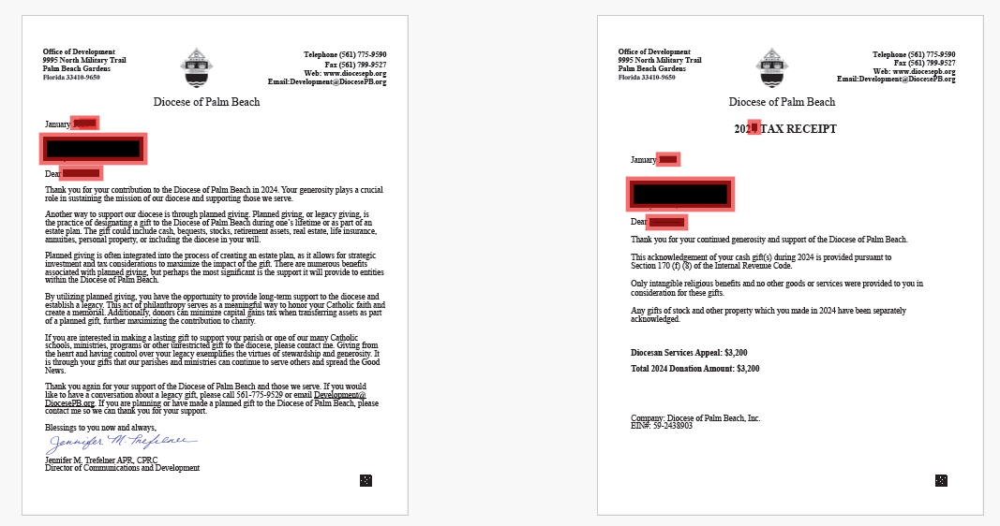 Office of Development
9995 North Military Trail
Palm Beach Gardens
Florida 33410-9650
Telephone (561) 775-9590
Fax (561) 799-9527
Web: www.diocesepb.org
Email:Development@DiocesePB.org
Diocese of Palm Beach
January
Dear
Thank you for your contribution to the Diocese of Palm Beach in 2024. Your generosity plays a crucial
role in sustaining the mission of our diocese and supporting those we serve.
Another way to support our diocese is through planned giving. Planned giving, or legacy giving, is
the practice of designating a gift to the Diocese of Palm Beach during one's lifetime or as part of an
estate plan. The gift could include cash, bequests, stocks, retirement assets, real estate, life insurance,
annuities, personal property, or including the diocese in your will.
Planned giving is often integrated into the process of creating an estate plan, as it allows for strategic
investment and tax considerations to maximize the impact of the gift. There are numerous benefits
associated with planned giving, but perhaps the most significant is the support it will provide to entities
within the Diocese of Palm Beach.
By utilizing planned giving, you have the opportunity to provide long-term support to the diocese and
establish a legacy. This act of philanthropy serves as a meaningful way to honor your Catholic faith and
create a memorial. Additionally, donors can minimize capital gains tax when transferring assets as part
of a planned gift, further maximizing the contribution to charity.
If you are interested in making a lasting gift to support your parish or one of our many Catholic
schools, ministries, programs or other unrestricted gift to the diocese, please contact me. Giving from
the heart and having control over your legacy exemplifies the virtues of stewardship and generosity. It
is through your gifts that our parishes and ministries can continue to serve others and spread the Good
News.
Thank you again for your support of the Diocese of Palm Beach and those we serve. If you would
like to have a conversation about a legacy gift, please call 561-775-9529 or email Development@
DiocesePB.org. If you are planning or have made a planned gift to the Diocese of Palm Beach, please
contact me so we can thank you for your support.
Blessings to you now and always,
Jennifer M. Trefelner
Jennifer M. Trefelner APR, CPRC
Director of Communications and Development
Office of Development
9995 North Military Trail
Palm Beach Gardens
Florida 33410-9650
Telephone (561) 775-9590
Fax (561) 799-9527
Web: www.diocesepb.org
Email:Development@DiocesePB.org
Diocese of Palm Beach
202 TAX RECEIPT
January
Dear
Thank you for your continued generosity and support of the Diocese of Palm Beach.
This acknowledgement of your cash gift(s) during 2024 is provided pursuant to
Section 170 (f) (8) of the Internal Revenue Code.
Only intangible religious benefits and no other goods or services were provided to you in
consideration for these gifts.
Any gifts of stock and other property which you made in 2024 have been separately
acknowledged.
Diocesan Services Appeal: $3,200
Total 2024 Donation Amount: $3,200
Company: Diocese of Palm Beach, Inc.
EIN#: 59-2438903